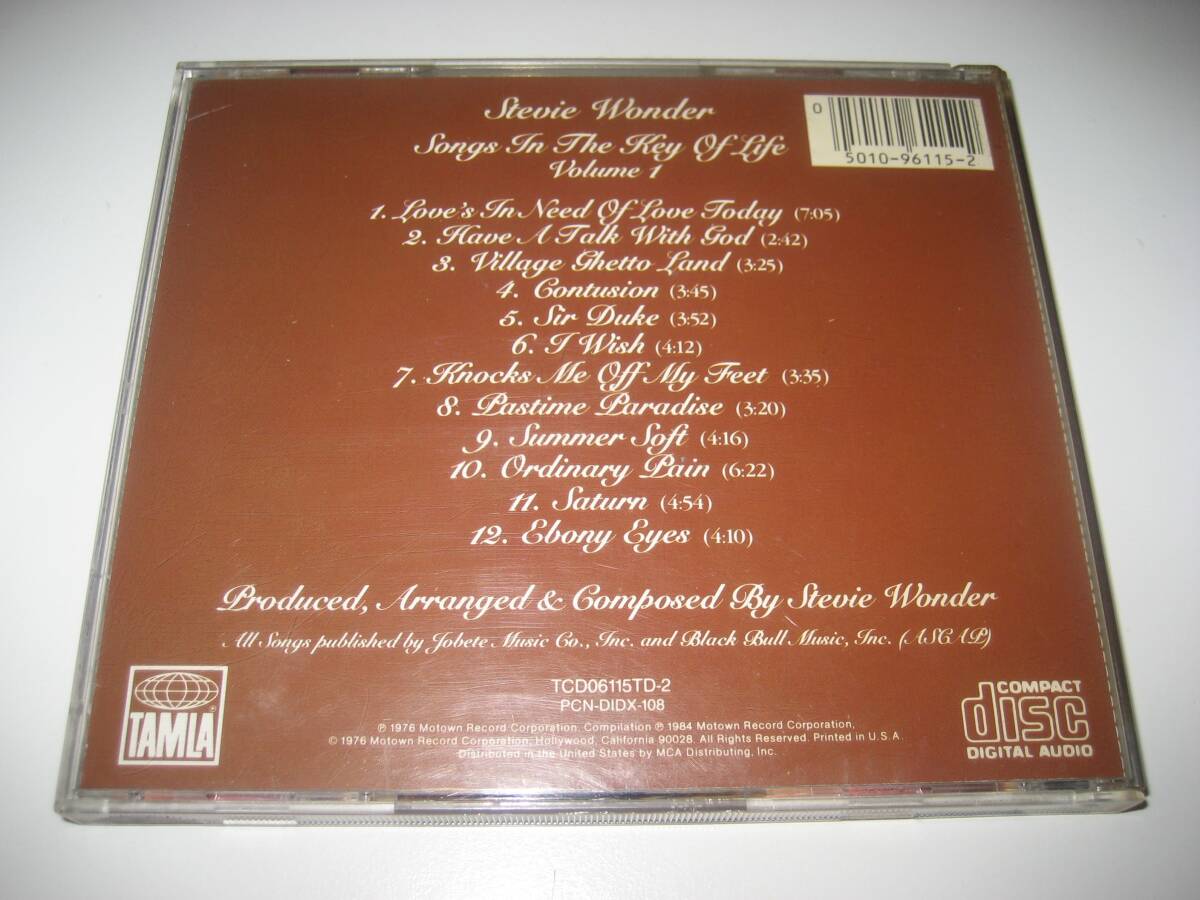 Stevie Wonder
Songs In The Key Of Life
Volume 1
0
5010-96115-2
1. Love's In Need Of Love Today (7:05)
2. Have A Talk With God (2:42)
3. Village Ghetto Land (3:25)
4. Contusion (3:45)
5. Sir Duke (3:52)
6. I Wish (4:12)
7. Knocks Me Off My Feet (3:35)
8. Pastime Paradise (3:20)
9. Summer Soft (4:16)
10. Ordinary Pain (6:22)
11. Saturn (4:54)
12. Ebony Eyes (4:10)
Produced, Arranged & Composed By Stevie Wonder
All Songs published by Jobete Music Co., Inc. and Black Bull Music, Inc. (ASCAP)
TAMLA
TCD06115TD-2
PCN-DIDX-108
℗ 1976 Motown Record Corporation. Compilation ℗ 1984 Motown Record Corporation.
© 1976 Motown Record Corporation, Hollywood, California 90028. All Rights Reserved. Printed in U.S.A.
Distributed in the United States by MCA Distributing, Inc.
COMPACT
disc
DIGITAL AUDIO